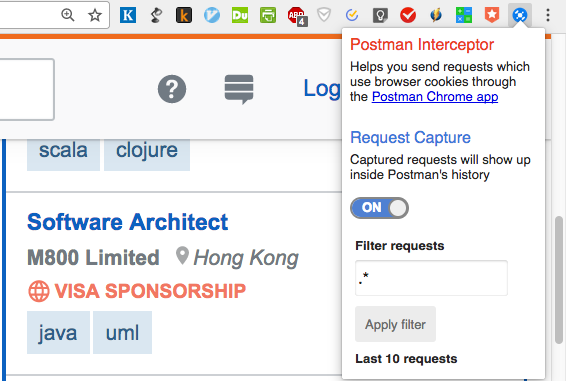 K
Du
ABP
4
Postman Interceptor
Helps you send requests which
use browser cookies through
the Postman Chrome app
?
Log
Request Capture
Captured requests will show up
inside Postman's history
ON
Filter requests
.*
Apply filter
Last 10 requests
scala
clojure
Software Architect
M800 Limited
Hong Kong
VISA SPONSORSHIP
java
uml